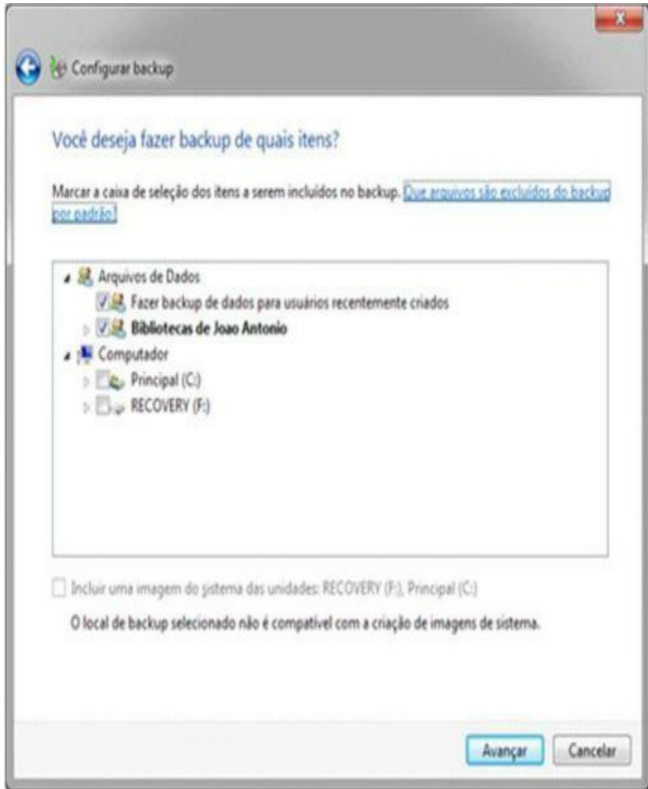 x
Configurar backup
Você deseja fazer backup de quais itens?
Marcar a caixa de seleção dos itens a serem incluídos no backup. Que arquivos são excluídos do backup
por padrão?
Arquivos de Dados
Fazer backup de dados para usuários recentemente criados
Bibliotecas de Joao Antonio
Computador
Principal (C:)
RECOVERY (F:)
Incluir uma imagem do sistema das unidades: RECOVERY (F:), Principal (C:)
O local de backup selecionado não é compatível com a criação de imagens de sistema.
Avançar
Cancelar